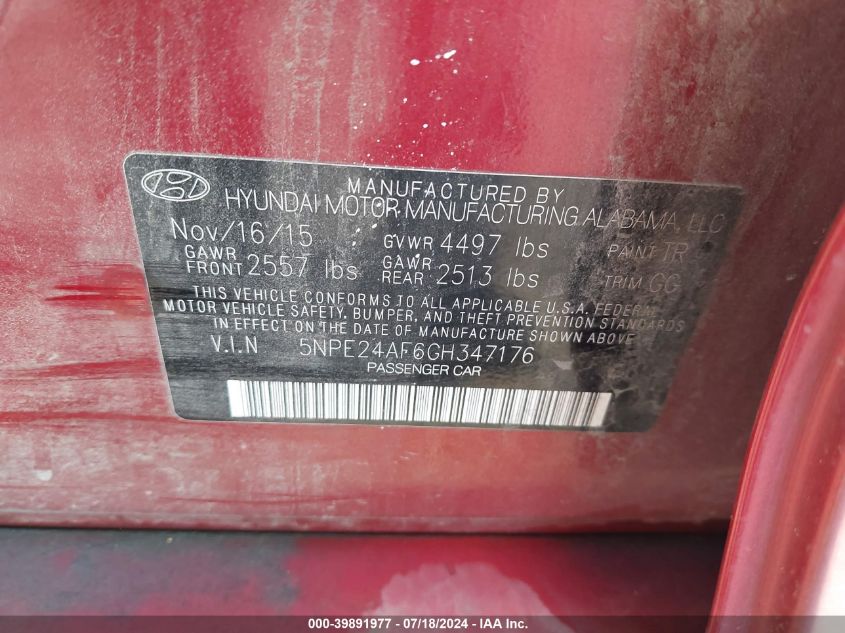 MANUFACTURED BY
HYUNDAI MOTOR MANUFACTURING ALABAMA, LLC
Nov/16/15 GVWR 4497 lbs PAINT TR
GAWR FRONT 2557 lbs GAWR REAR 2513 lbs TRIM GG
THIS VEHICLE CONFORMS TO ALL APPLICABLE U.S.A. FEDERAL
MOTOR VEHICLE SAFETY, BUMPER, AND THEFT PREVENTION STANDARDS
IN EFFECT ON THE DATE OF MANUFACTURE SHOWN ABOVE.
V.I.N 5NPE24AF6GH347176
PASSENGER CAR
000-39891977 - 07/18/2024 - IAA Inc.